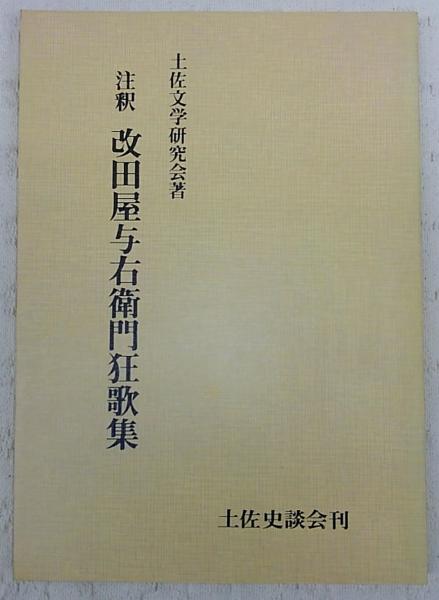 土佐文学研究会著
注釈 改田屋与右衛門狂歌集
土佐史談会刊